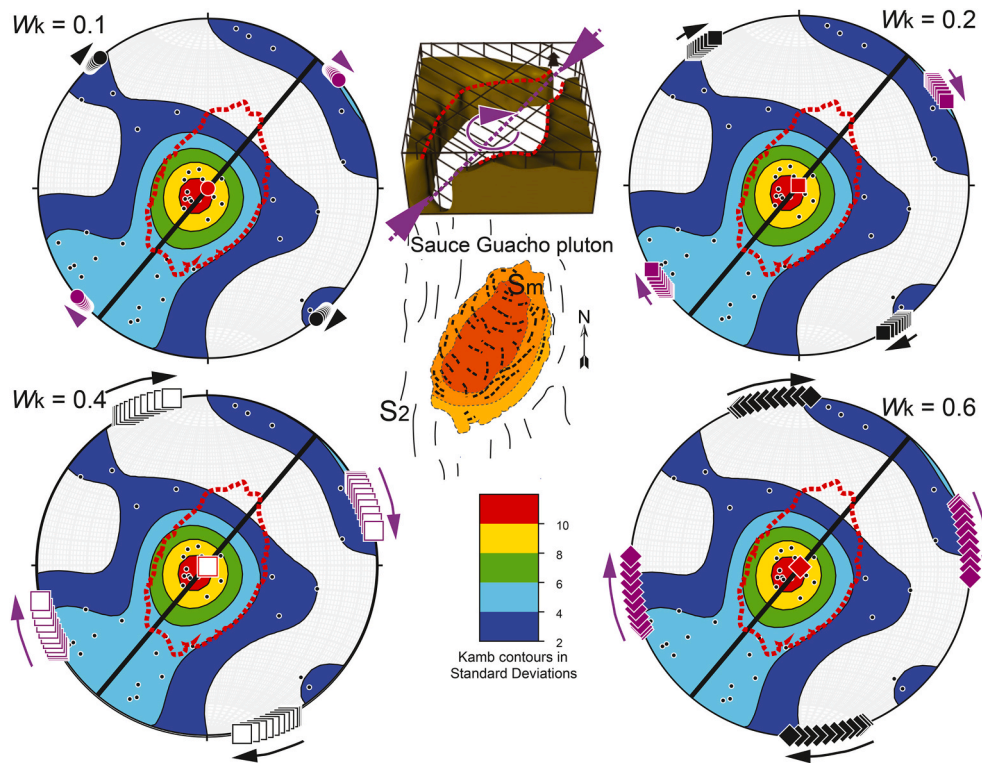 Wk = 0.1
Wk = 0.2
Sauce Guacho pluton
Sm
N
S2
Wk = 0.4
Wk = 0.6
10
8
6
4
2
Kamb contours in
Standard Deviations